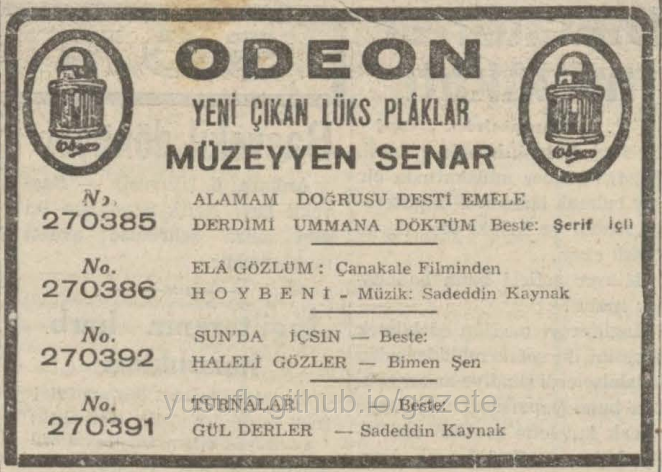 ODEON
YENİ ÇIKAN LÜKS PLÂKLAR
MÜZEYYEN SENAR
No. ALAMAM DOĞRUSU DESTİ EMELE
270385 DERDİMİ UMMANA DÖKTÜM Beste: Şerif İçli
No. ELÂ GÖZLÜM : Çanakale Filminden
270386 HOYBENİ - Müzik: Sadeddin Kaynak
No. SUN'DA İÇSİN — Beste:
270392 HALELİ GÖZLER — Bimen Şen
No. TURNALAR Beste:
270391 GÜL DERLER — Sadeddin Kaynak
yusufb.github.io/gazete